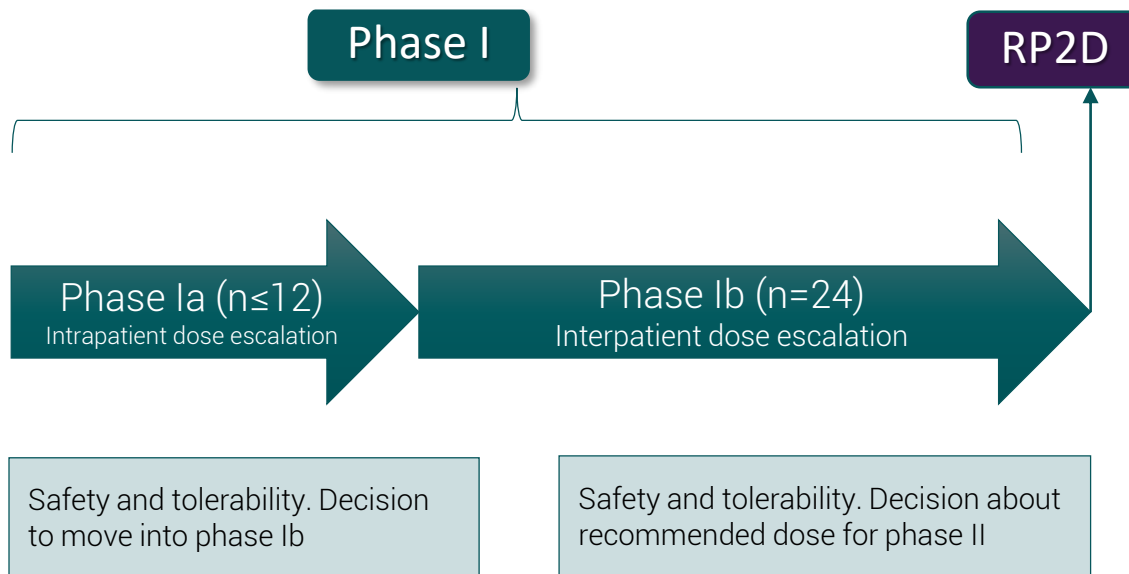 Phase I
RP2D
Phase Ia (n≤12)
Intrapatient dose escalation
Phase Ib (n=24)
Interpatient dose escalation
Safety and tolerability. Decision
to move into phase Ib
Safety and tolerability. Decision about
recommended dose for phase II